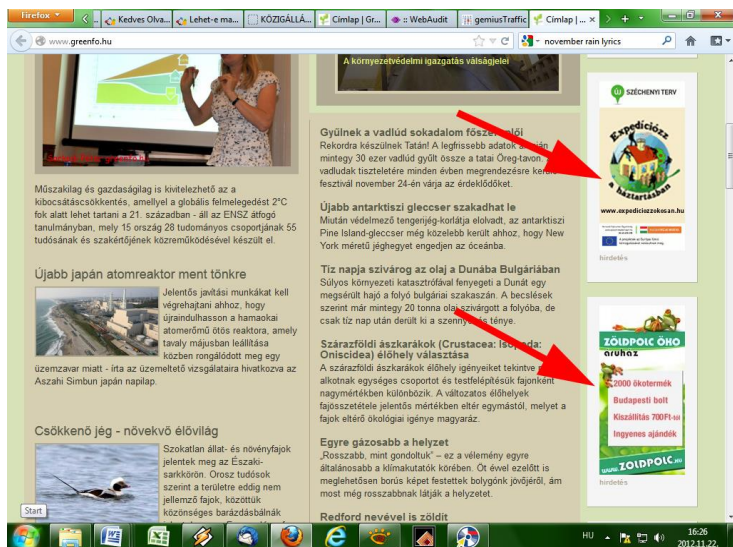 Firefox
Kedves Olva...
Lehet-e ma...
KÖZIGÁLLÁ...
Címlap | Gr...
:: WebAudit
gemiusTraffic
Címlap | ...
www.greenfo.hu
november rain lyrics
A környezetvédelmi igazgatás válságjelei
Műszakilag és gazdaságilag is kivitelezhető az a
kibocsátáscsökkentés, amellyel a globális felmelegedést 2°C
fok alatt lehet tartani a 21. században - áll az ENSZ átfogó
tanulmányban, mely 15 ország 28 tudományos csoportjának 55
tudósának és szakértőjének közreműködésével készült el.
Újabb japán atomreaktor ment tönkre
Jelentős javítási munkákat kell
végrehajtani ahhoz, hogy
újraindulhasson a hamaokai
atomerőmű ötös reaktora, amely
tavaly májusban leállítása
közben rongálódott meg egy
üzemzavar miatt - írta az üzemeltető vizsgálataira hivatkozva az
Aszahi Simbun japán napilap.
Csökkenő jég - növekvő élővilág
Szokatlan állat- és növényfajok
jelentek meg az Északi-
sarkkörön. Orosz tudósok
szerint a területre eddig nem
jellemző fajok, közöttük
közönséges barázdásbálnák
Gyűlnek a vadlúd sokadalom
Rekordra készülnek Tatán! A legfrissebb adatok
mintegy 30 ezer vadlúd gyűlt össze a tatai Öreg-tavon
vadludak tiszteletére minden évben megrendezésre
fesztivál november 24-én várja az érdeklődőket.
Újabb antarktiszi gleccser szakadhat le
Miután védelmező tengerijég-korlátja elolvadt, az antarktiszi
Pine Island-gleccser még közelebb került ahhoz, hogy New
York méretű jéghegyet engedjen az óceánba.
Tíz napja szivárog az olaj a Dunába Bulgáriában
Súlyos környezeti katasztrófával fenyegeti a Dunát egy
megsérült hajó a folyó bulgáriai szakaszán. A becslések
szerint már mintegy 20 tonna olaj szivárgott a folyóba, de
csak tíz nap után derült ki a ténye.
Szárazföldi ászkarákok (Crustacea:
Oniscidea) élőhely választása
A szárazföldi ászkarákok élőhely igényeiket tekintve
alkotnak egységes csoportot és testfelépítésük fajonként
nagymértékben különbözik. A változatos élőhelyek
fajösszetétele jelentős mértékben eltér egymástól, melyet a
fajok eltérő ökológiai igénye magyaráz.
Egyre gázosabb a helyzet
„Rosszabb, mint gondoltuk" – ez a vélemény egyre
általánosabb a klímakutatók körében. Öt évvel ezelőtt is
meglehetősen borús képet festettek bolygónk jövőjéről, ám
most még rosszabbnak látják a helyzetet.
Redford nevével is zöldít
ÚJ SZÉCHENYI TERV
Expedíciózz
a háztartásban
www.expediciozzokosan.hu
hirdetés
ZÖLDPOLC ÖKO
áruház
2000 ökotermék
Budapesti bolt
Kiszállítás 700Ft-tól
Ingyenes ajándék
www.ZOLDPOLC.hu
hirdetés
Start
HU
16:26
2012.11.22.